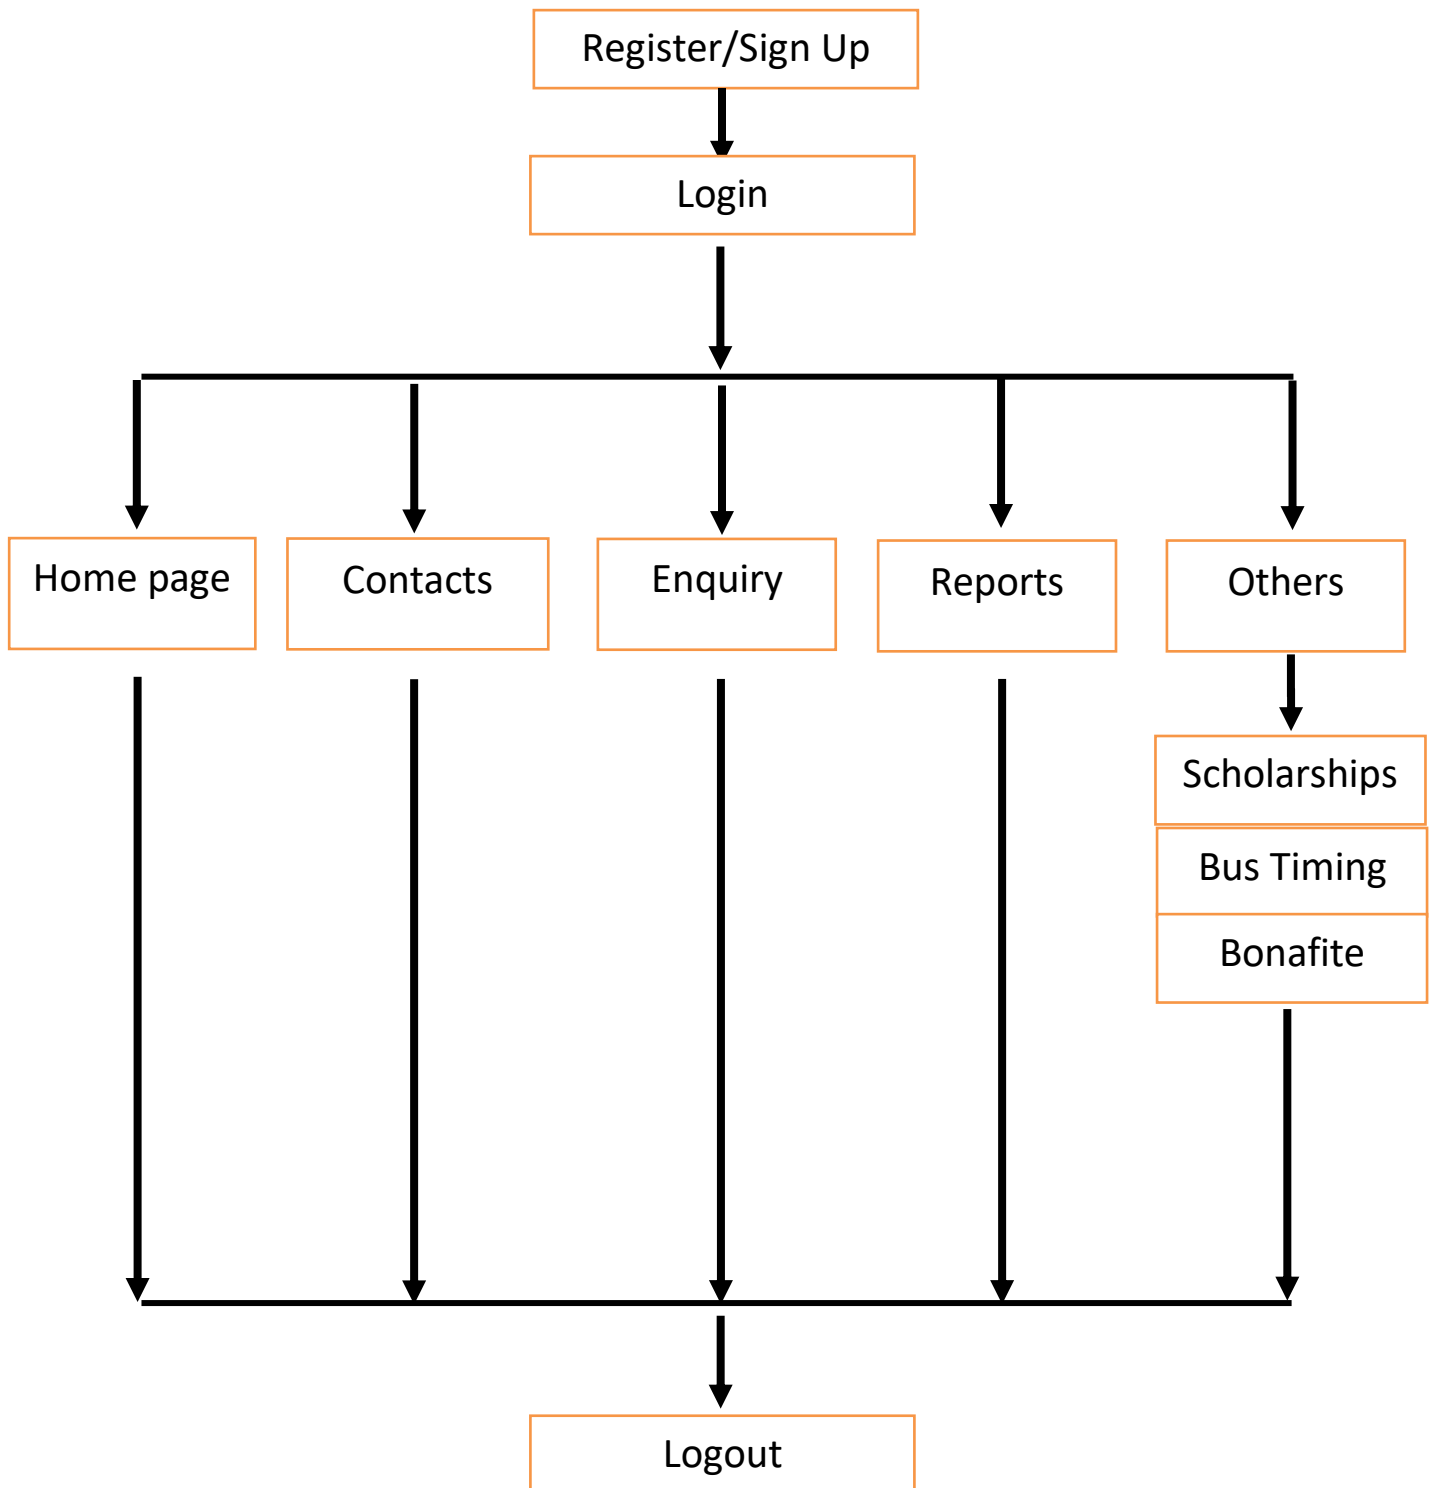 Register/Sign Up
Login
Home page
Contacts
Enquiry
Reports
Others
Scholarships
Bus Timing
Bonafite
Logout